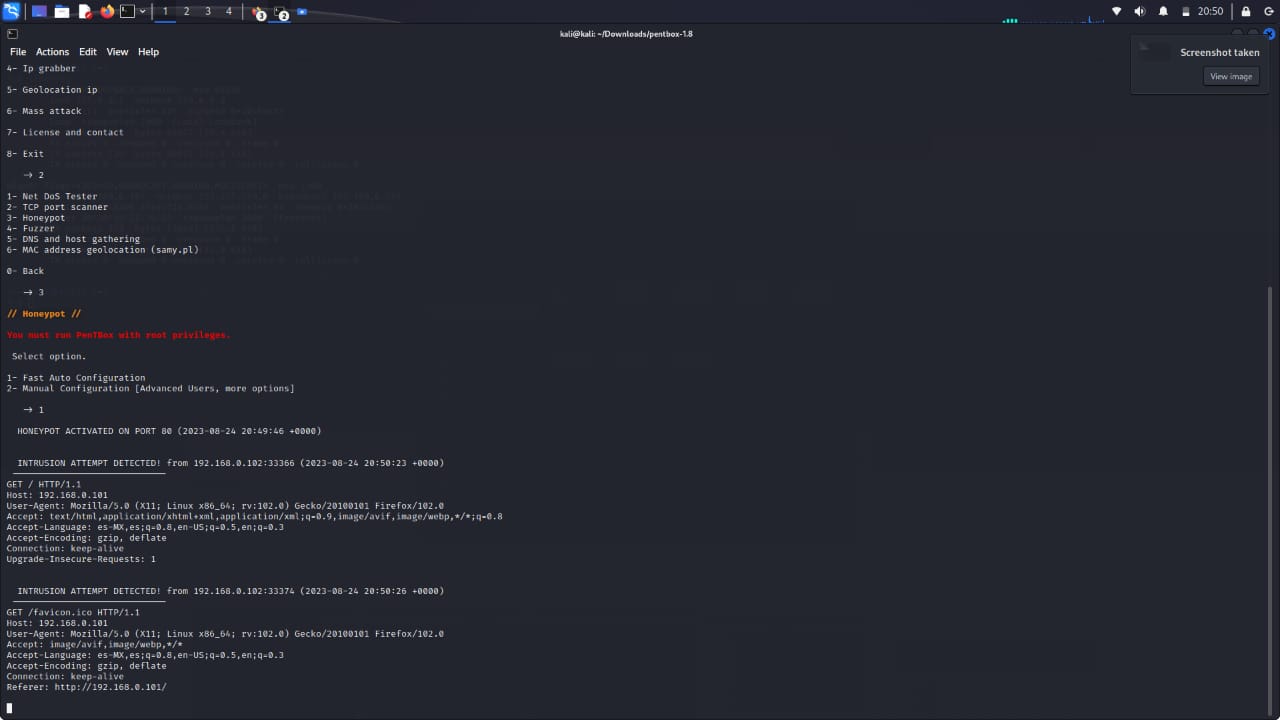 1 2 3 4
3
2
20:50
kali@kali: ~/Downloads/pentbox-1.8
File Actions Edit View Help
Screenshot taken
View image
4- Ip grabber
5- Geolocation ip
6- Mass attack
7- License and contact
8- Exit
→ 2
1- Net DoS Tester
2- TCP port scanner
3- Honeypot
4- Fuzzer
5- DNS and host gathering
6- MAC address geolocation (samy.pl)
0- Back
→ 3
// Honeypot //
You must run PenTBox with root privileges.
Select option.
1- Fast Auto Configuration
2- Manual Configuration [Advanced Users, more options]
→ 1
HONEYPOT ACTIVATED ON PORT 80 (2023-08-24 20:49:46 +0000)
INTRUSION ATTEMPT DETECTED! from 192.168.0.102:33366 (2023-08-24 20:50:23 +0000)
GET / HTTP/1.1
Host: 192.168.0.101
User-Agent: Mozilla/5.0 (X11; Linux x86_64; rv:102.0) Gecko/20100101 Firefox/102.0
Accept: text/html,application/xhtml+xml,application/xml;q=0.9,image/avif,image/webp,*/*;q=0.8
Accept-Language: es-MX,es;q=0.8,en-US;q=0.5,en;q=0.3
Accept-Encoding: gzip, deflate
Connection: keep-alive
Upgrade-Insecure-Requests: 1
INTRUSION ATTEMPT DETECTED! from 192.168.0.102:33374 (2023-08-24 20:50:26 +0000)
GET /favicon.ico HTTP/1.1
Host: 192.168.0.101
User-Agent: Mozilla/5.0 (X11; Linux x86_64; rv:102.0) Gecko/20100101 Firefox/102.0
Accept: image/avif,image/webp,*/*
Accept-Language: es-MX,es;q=0.8,en-US;q=0.5,en;q=0.3
Accept-Encoding: gzip, deflate
Connection: keep-alive
Referer: http://192.168.0.101/